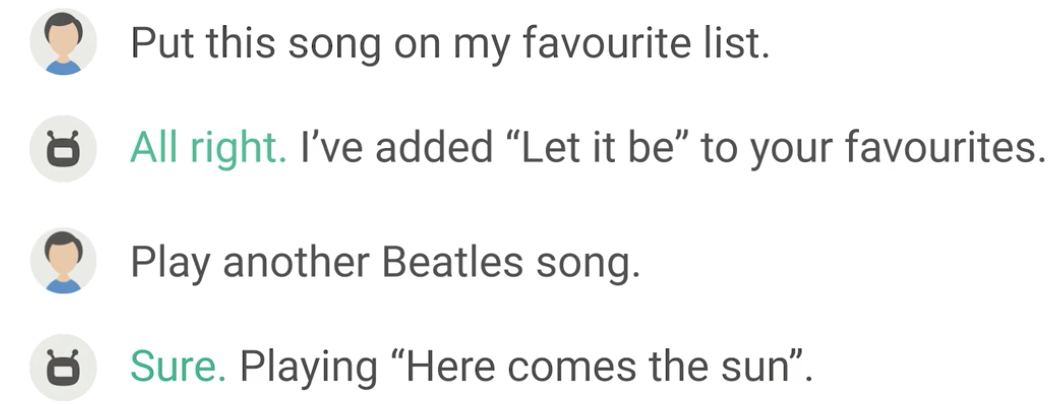 Put this song on my favourite list.
All right. I’ve added “Let it be” to your favourites.
Play another Beatles song.
Sure. Playing “Here comes the sun”.